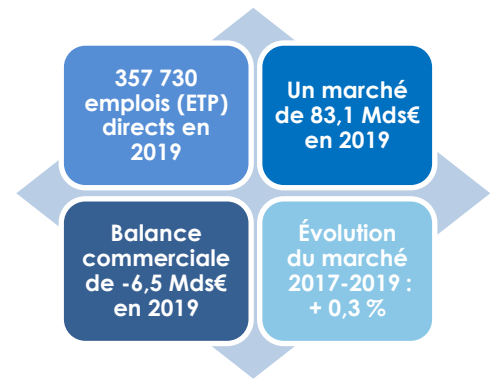 357 730
emplois (ETP)
directs en
2019
Un marché
de 83,1 Mds€
en 2019
Balance
commerciale
de -6,5 Mds€
en 2019
Évolution
du marché
2017-2019 :
+ 0,3 %